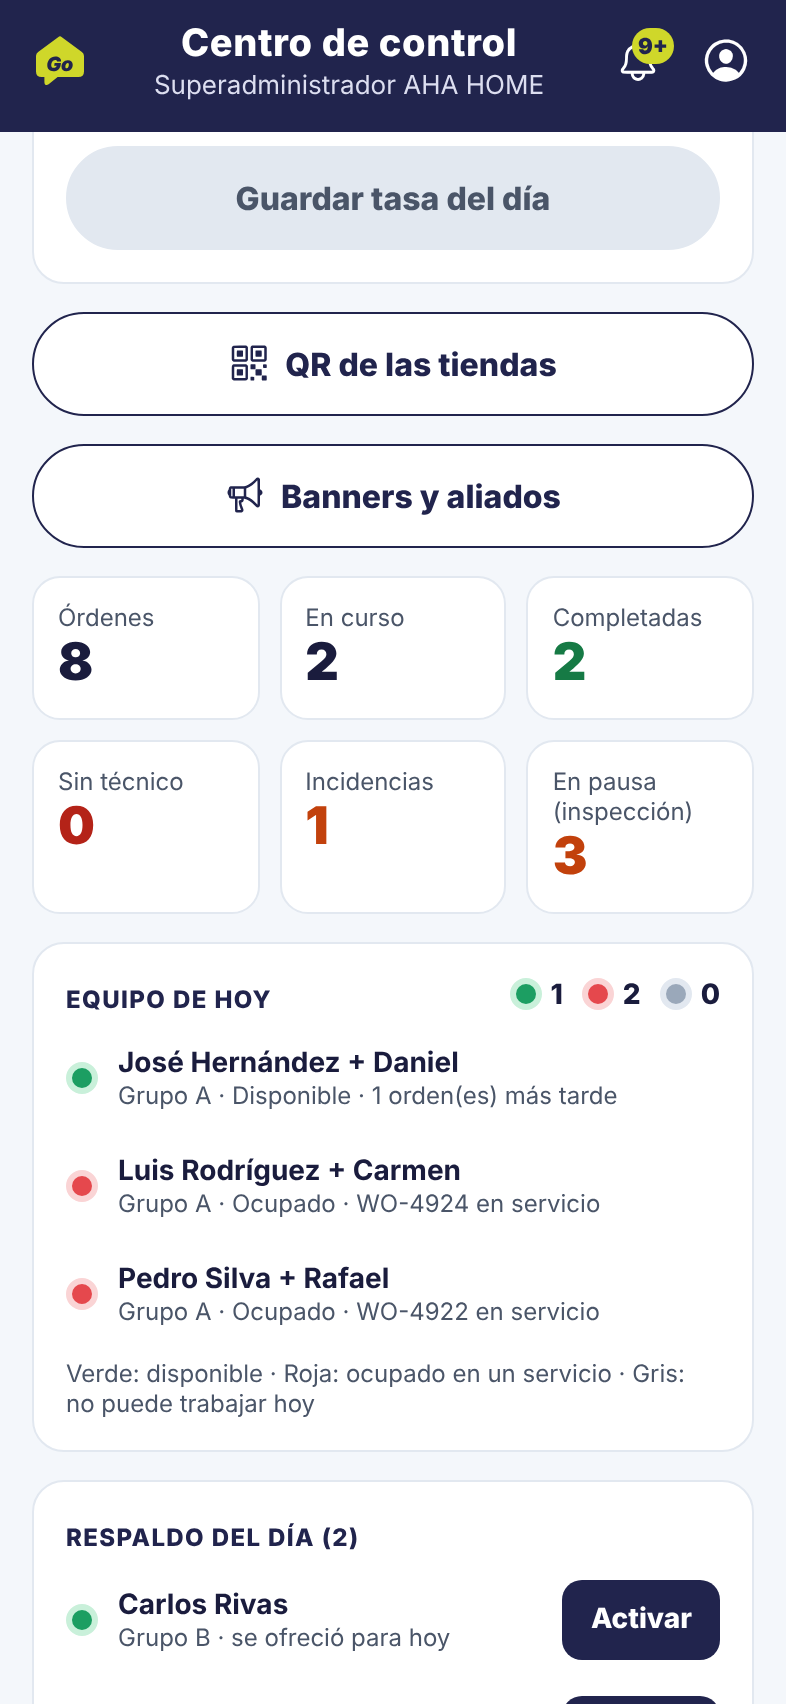 Go
Centro de control
Superadministrador AHA HOME
9+
Guardar tasa del día
QR de las tiendas
Banners y aliados
Órdenes
8
En curso
2
Completadas
2
Sin técnico
0
Incidencias
1
En pausa
(inspección)
3
EQUIPO DE HOY
1 2 0
José Hernández + Daniel
Grupo A · Disponible · 1 orden(es) más tarde
Luis Rodríguez + Carmen
Grupo A · Ocupado · WO-4924 en servicio
Pedro Silva + Rafael
Grupo A · Ocupado · WO-4922 en servicio
Verde: disponible · Roja: ocupado en un servicio · Gris:
no puede trabajar hoy
RESPALDO DEL DÍA (2)
Carlos Rivas
Grupo B · se ofreció para hoy
Activar